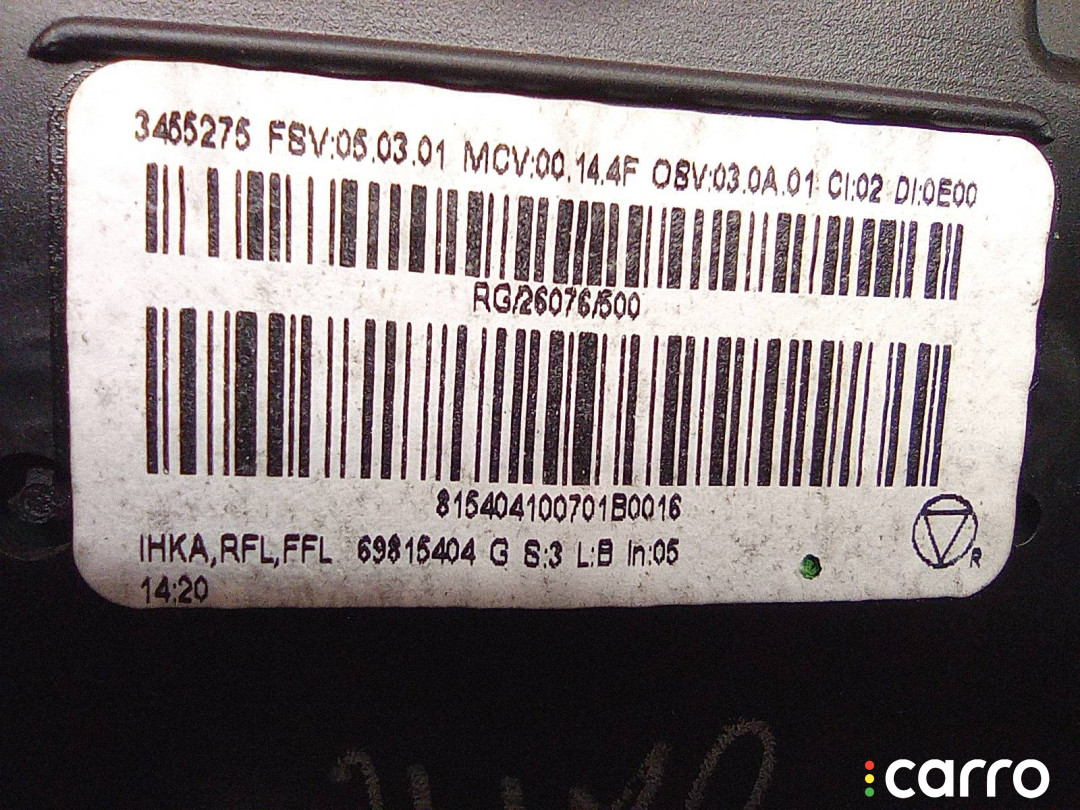 3455275 FSV:05.03.01 MCV:00.14.4F OSV:03.0A.01 CI:02 DI:0E00
RG/26076/500
815404100701B0016
IHKA,RFL,FFL 69815404 G S:3 L:B In:05
R
14:20
carro